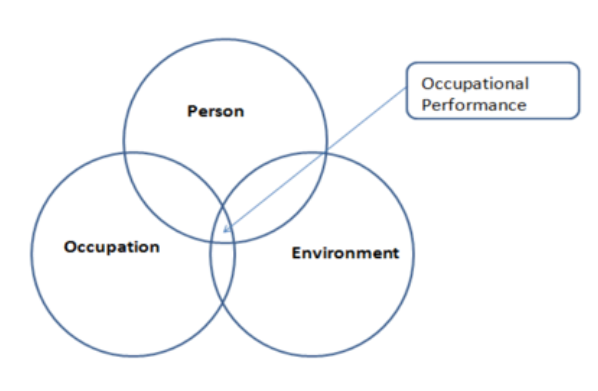 Person
Occupational
Performance
Occupation
Environment